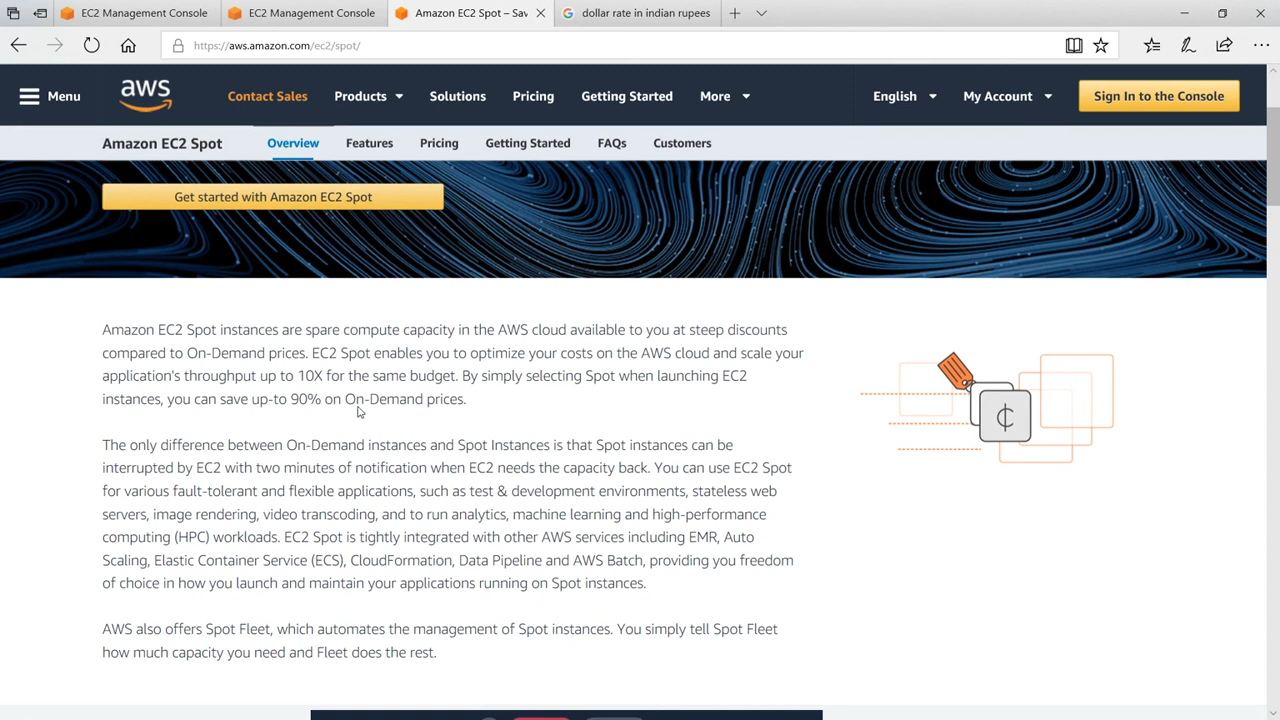 EC2 Management Console
EC2 Management Console
Amazon EC2 Spot – Sav
dollar rate in indian rupees
https://aws.amazon.com/ec2/spot/
Menu
aws
Contact Sales
Products
Solutions
Pricing
Getting Started
More
English
My Account
Sign In to the Console
Amazon EC2 Spot
Overview
Features
Pricing
Getting Started
FAQs
Customers
Get started with Amazon EC2 Spot
Amazon EC2 Spot instances are spare compute capacity in the AWS cloud available to you at steep discounts
compared to On-Demand prices. EC2 Spot enables you to optimize your costs on the AWS cloud and scale your
application's throughput up to 10X for the same budget. By simply selecting Spot when launching EC2
instances, you can save up-to 90% on On-Demand prices.
The only difference between On-Demand instances and Spot Instances is that Spot instances can be
interrupted by EC2 with two minutes of notification when EC2 needs the capacity back. You can use EC2 Spot
for various fault-tolerant and flexible applications, such as test & development environments, stateless web
servers, image rendering, video transcoding, and to run analytics, machine learning and high-performance
computing (HPC) workloads. EC2 Spot is tightly integrated with other AWS services including EMR, Auto
Scaling, Elastic Container Service (ECS), CloudFormation, Data Pipeline and AWS Batch, providing you freedom
of choice in how you launch and maintain your applications running on Spot instances.
AWS also offers Spot Fleet, which automates the management of Spot instances. You simply tell Spot Fleet
how much capacity you need and Fleet does the rest.
¢